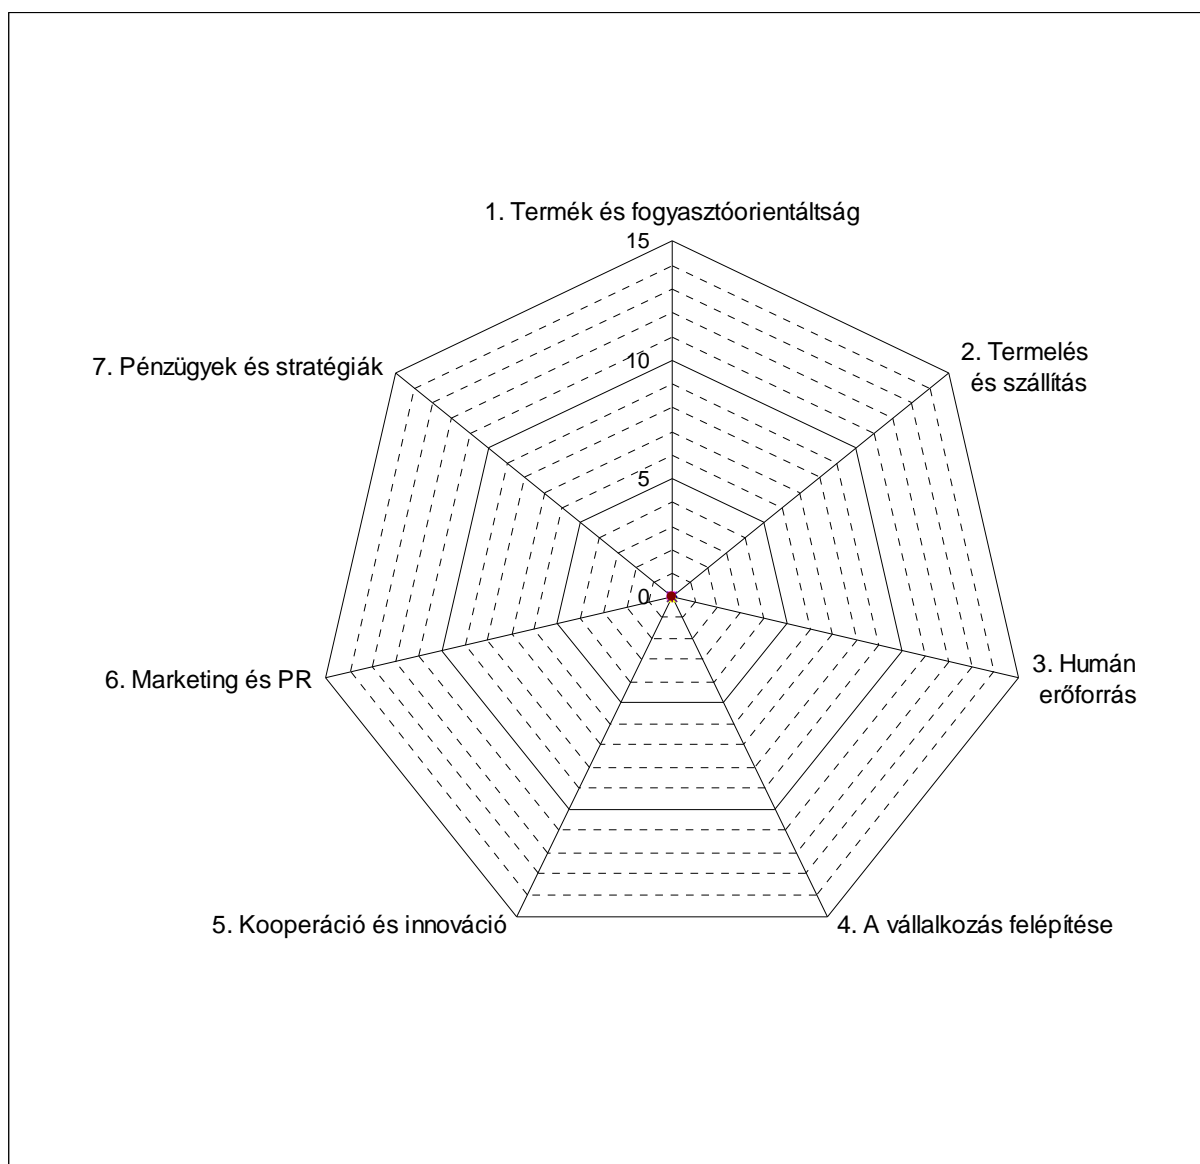 1. Termék és fogyasztóorientáltság
15
2. Termelés
és szállítás
7. Pénzügyek és stratégiák
10
5
0
3. Humán
erőforrás
6. Marketing és PR
5. Kooperáció és innováció
4. A vállalkozás felépítése